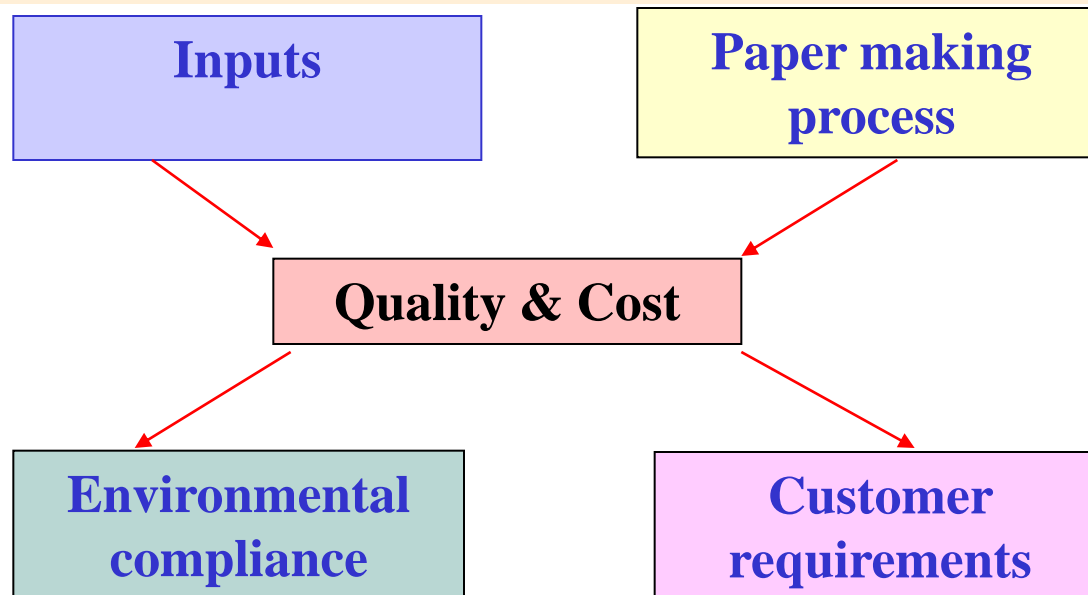 Inputs
Paper making
process
Quality & Cost
Environmental
compliance
Customer
requirements